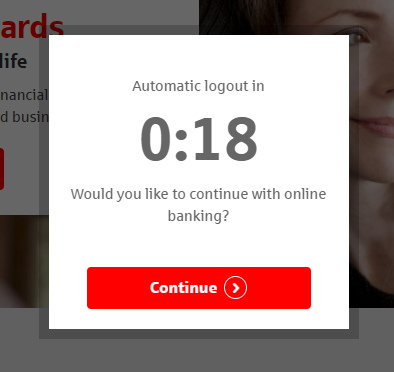 ards
life
nancial
d busin
Automatic logout in
0:18
Would you like to continue with online
banking?
Continue